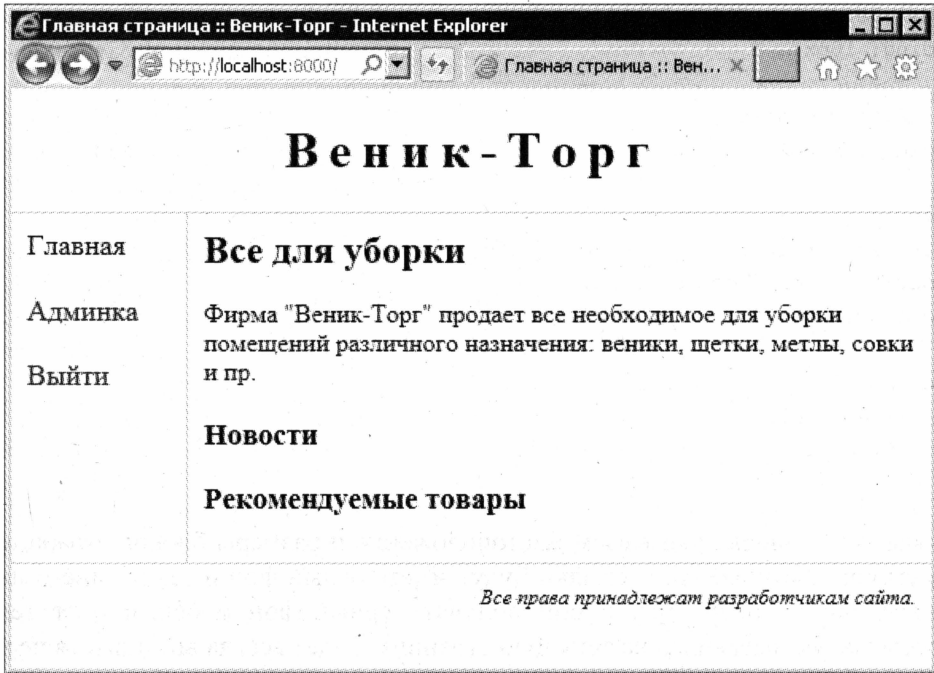 Главная страница :: Веник-Торг - Internet Explorer
http://localhost:8000/
Главная страница :: Вен...
Веник-Торг
Главная
Админка
Выйти
Все для уборки
Фирма "Веник-Торг" продает все необходимое для уборки
помещений различного назначения: веники, щетки, метлы, совки
и пр.
Новости
Рекомендуемые товары
Все права принадлежат разработчикам сайта.